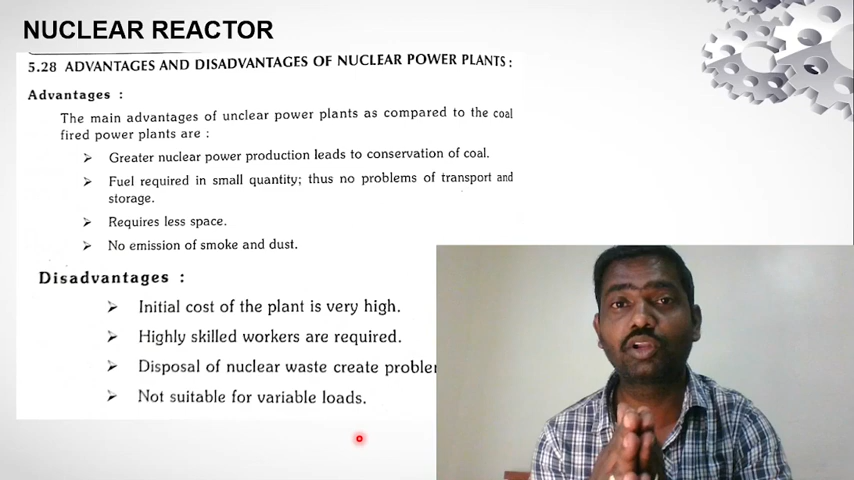 NUCLEAR REACTOR
5.28 ADVANTAGES AND DISADVANTAGES OF NUCLEAR POWER PLANTS :
Advantages :
The main advantages of unclear power plants as compared to the coal
fired power plants are :
➢ Greater nuclear power production leads to conservation of coal.
➢ Fuel required in small quantity; thus no problems of transport and
storage.
➢ Requires less space.
➢ No emission of smoke and dust.
Disadvantages :
➢ Initial cost of the plant is very high.
➢ Highly skilled workers are required.
➢ Disposal of nuclear waste create
➢ Not suitable for variable loads.